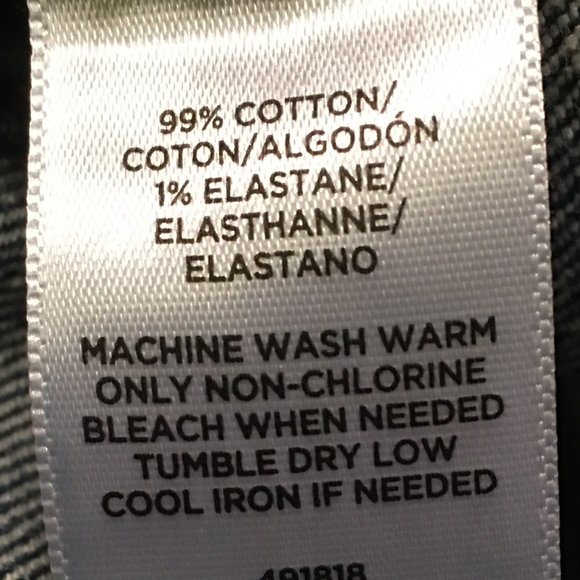 99% COTTON/
COTON/ALGODÓN
1% ELASTANE/
ELASTHANNE/
ELASTANO
MACHINE WASH WARM
ONLY NON-CHLORINE
BLEACH WHEN NEEDED
TUMBLE DRY LOW
COOL IRON IF NEEDED